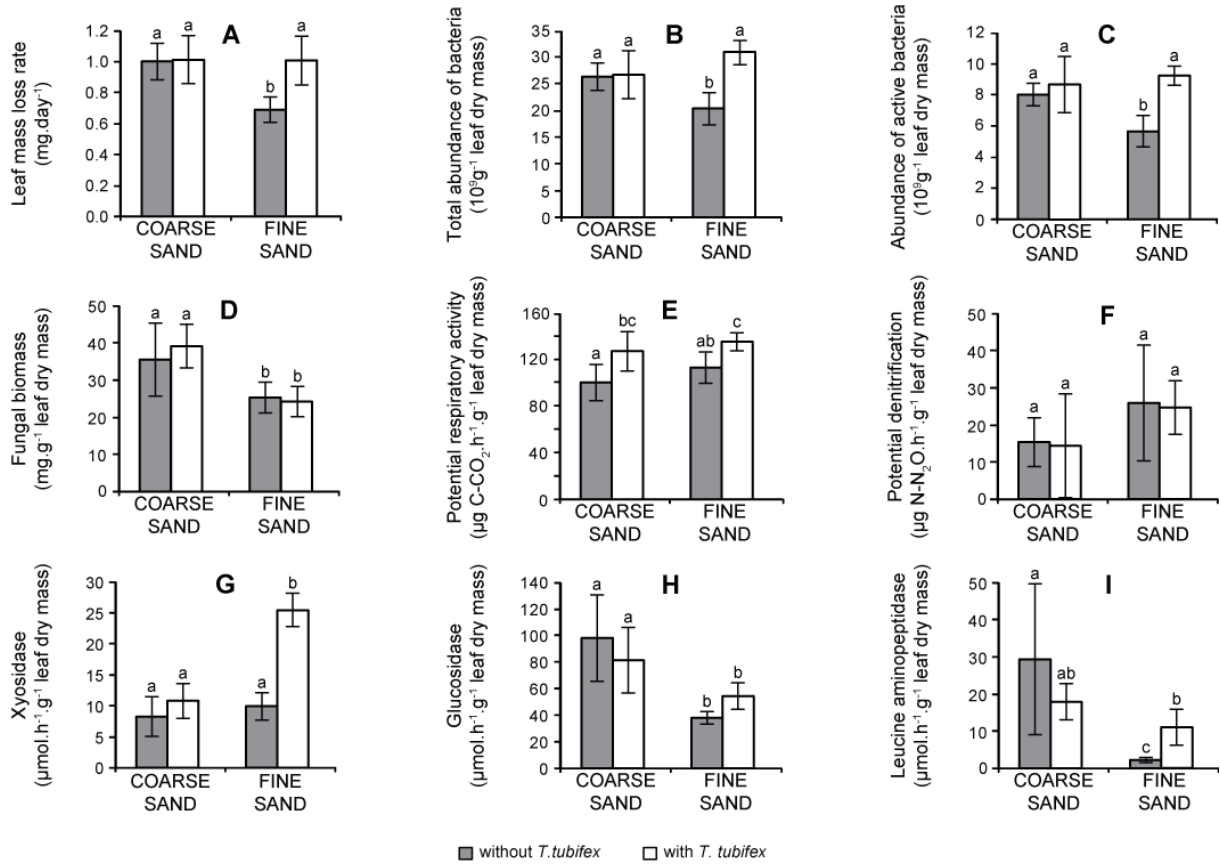 A
Leaf mass loss rate
(mg.day⁻¹)
1.4
1.2
1.0
0.8
0.6
0.4
0.2
0.0
a
a
b
a
COARSE
SAND
FINE
SAND
B
Total abundance of bacteria
(10⁹g⁻¹ leaf dry mass)
35
30
25
20
15
10
5
0
a
a
b
a
COARSE
SAND
FINE
SAND
C
Abundance of active bacteria
(10⁹g⁻¹ leaf dry mass)
12
10
8
6
4
2
0
a
a
b
a
COARSE
SAND
FINE
SAND
D
Fungal biomass
(mg.g⁻¹ leaf dry mass)
50
40
30
20
10
0
a
a
b
b
COARSE
SAND
FINE
SAND
E
Potential respiratory activity
(µg C-CO₂.h⁻¹.g⁻¹ leaf dry mass)
160
140
120
100
80
60
40
20
0
a
bc
ab
c
COARSE
SAND
FINE
SAND
F
Potential denitrification
(µg N-N₂O.h⁻¹.g⁻¹ leaf dry mass)
50
40
30
20
10
0
a
a
a
a
COARSE
SAND
FINE
SAND
G
Xyosidase
(µmol.h⁻¹.g⁻¹ leaf dry mass)
30
25
20
15
10
5
0
a
a
a
b
COARSE
SAND
FINE
SAND
H
Glucosidase
(µmol.h⁻¹.g⁻¹ leaf dry mass)
140
120
100
80
60
40
20
0
a
a
b
b
COARSE
SAND
FINE
SAND
I
Leucine aminopeptidase
(µmol.h⁻¹.g⁻¹ leaf dry mass)
50
40
30
20
10
0
a
ab
c
b
COARSE
SAND
FINE
SAND
without T.tubifex
with T. tubifex